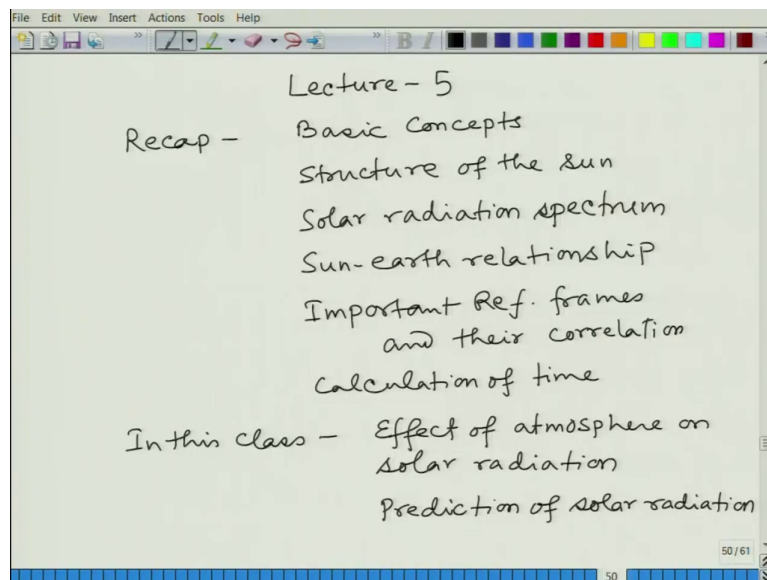 File Edit View Insert Actions Tools Help
B I
Lecture - 5
Recap - Basic Concepts
Structure of the sun
Solar radiation spectrum
Sun-earth relationship
Important Ref. frames
and their correlation
Calculation of time
In this class - Effect of atmosphere on
solar radiation
Prediction of solar radiation
50/61
50